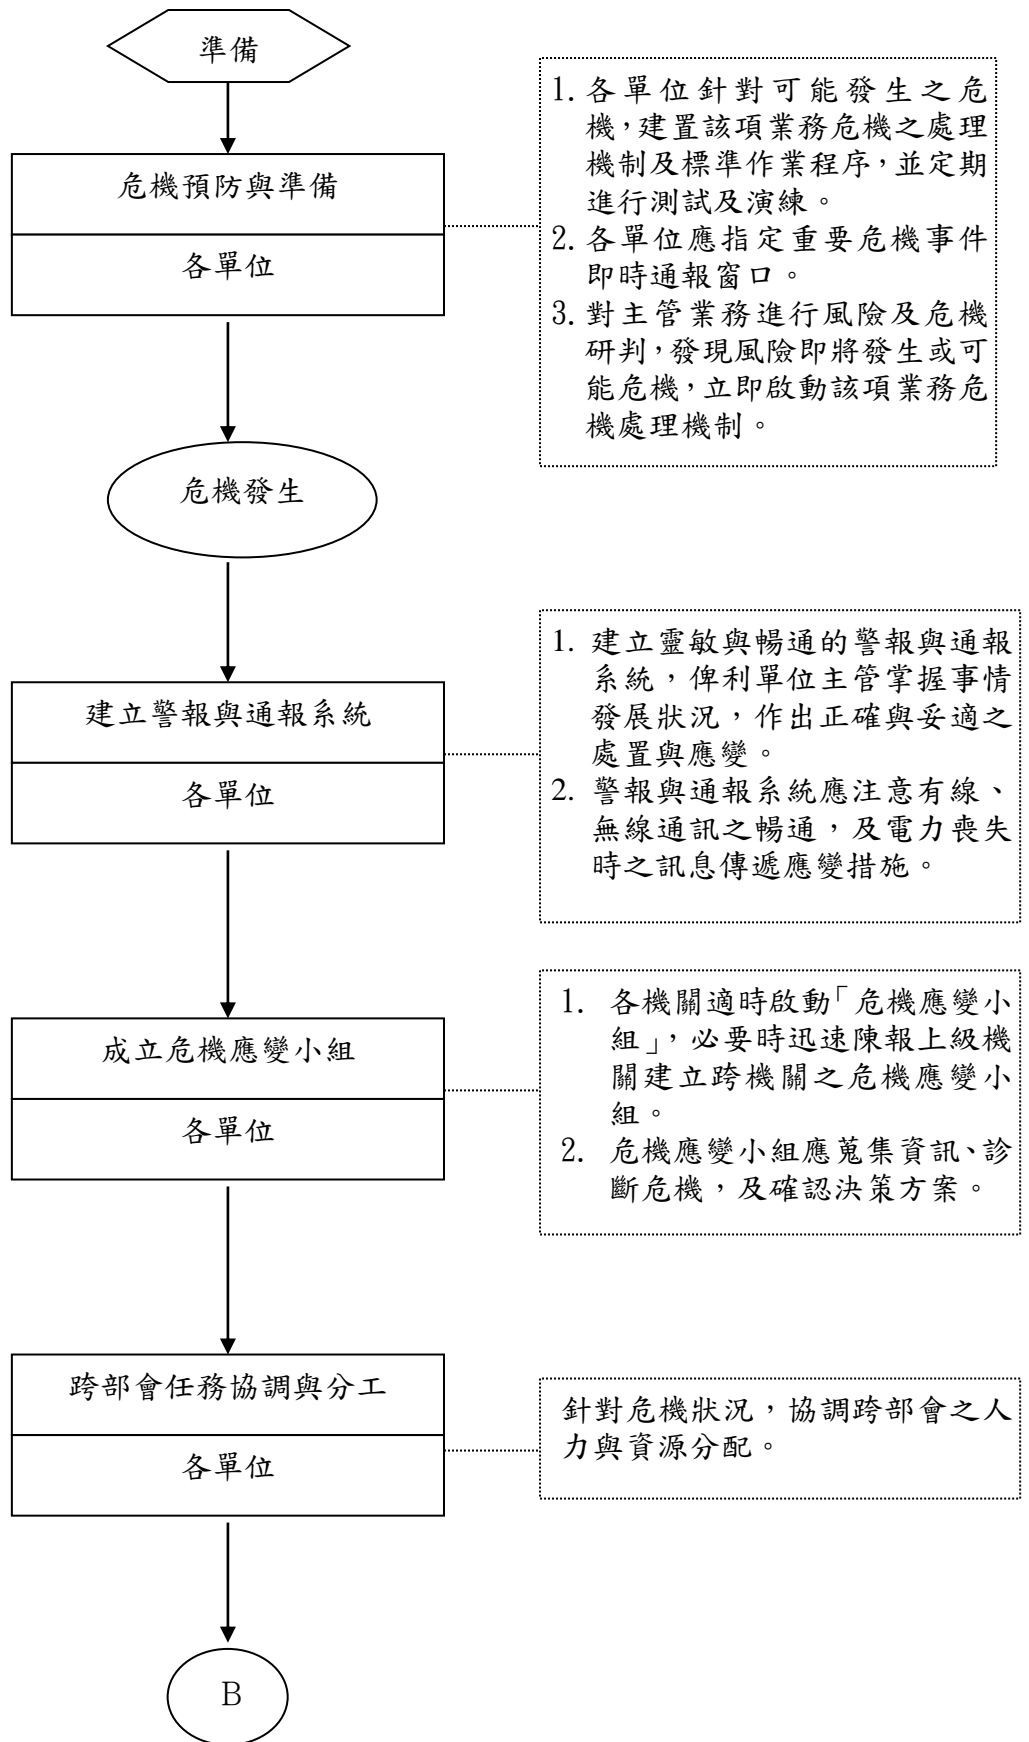 準備
危機預防與準備
各單位
1. 各單位針對可能發生之危
機，建置該項業務危機之處理
機制及標準作業程序，並定期
進行測試及演練。
2. 各單位應指定重要危機事件
即時通報窗口。
3. 對主管業務進行風險及危機
研判，發現風險即將發生或可
能危機，立即啟動該項業務危
機處理機制。
危機發生
建立警報與通報系統
各單位
1. 建立靈敏與暢通的警報與通報
系統，俾利單位主管掌握事情
發展狀況，作出正確與妥適之
處置與應變。
2. 警報與通報系統應注意有線、
無線通訊之暢通，及電力喪失
時之訊息傳遞應變措施。
成立危機應變小組
各單位
1. 各機關適時啟動「危機應變小
組」，必要時迅速陳報上級機
關建立跨機關之危機應變小
組。
2. 危機應變小組應蒐集資訊、診
斷危機，及確認決策方案。
跨部會任務協調與分工
各單位
針對危機狀況，協調跨部會之人
力與資源分配。
B